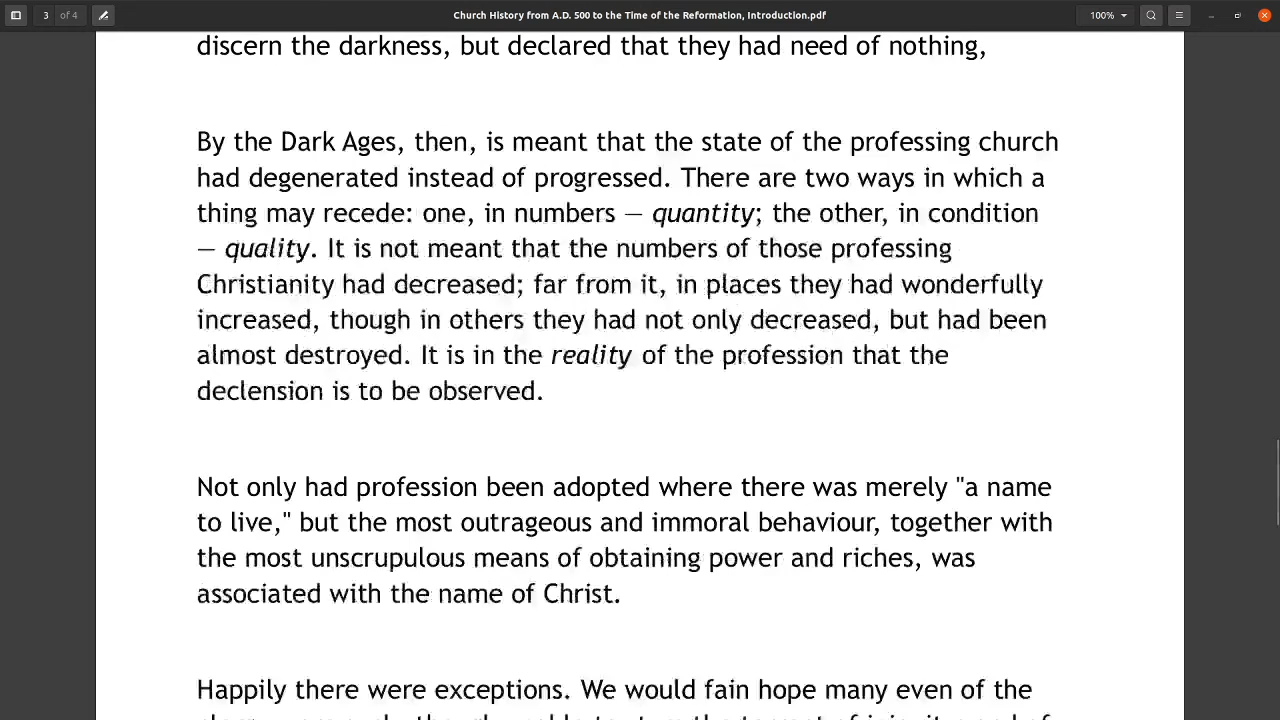 3 of 4
Church History from A.D. 500 to the Time of the Reformation, Introduction.pdf
100%
discern the darkness, but declared that they had need of nothing,
By the Dark Ages, then, is meant that the state of the professing church
had degenerated instead of progressed. There are two ways in which a
thing may recede: one, in numbers — quantity; the other, in condition
— quality. It is not meant that the numbers of those professing
Christianity had decreased; far from it, in places they had wonderfully
increased, though in others they had not only decreased, but had been
almost destroyed. It is in the reality of the profession that the
declension is to be observed.
Not only had profession been adopted where there was merely "a name
to live," but the most outrageous and immoral behaviour, together with
the most unscrupulous means of obtaining power and riches, was
associated with the name of Christ.
Happily there were exceptions. We would fain hope many even of the